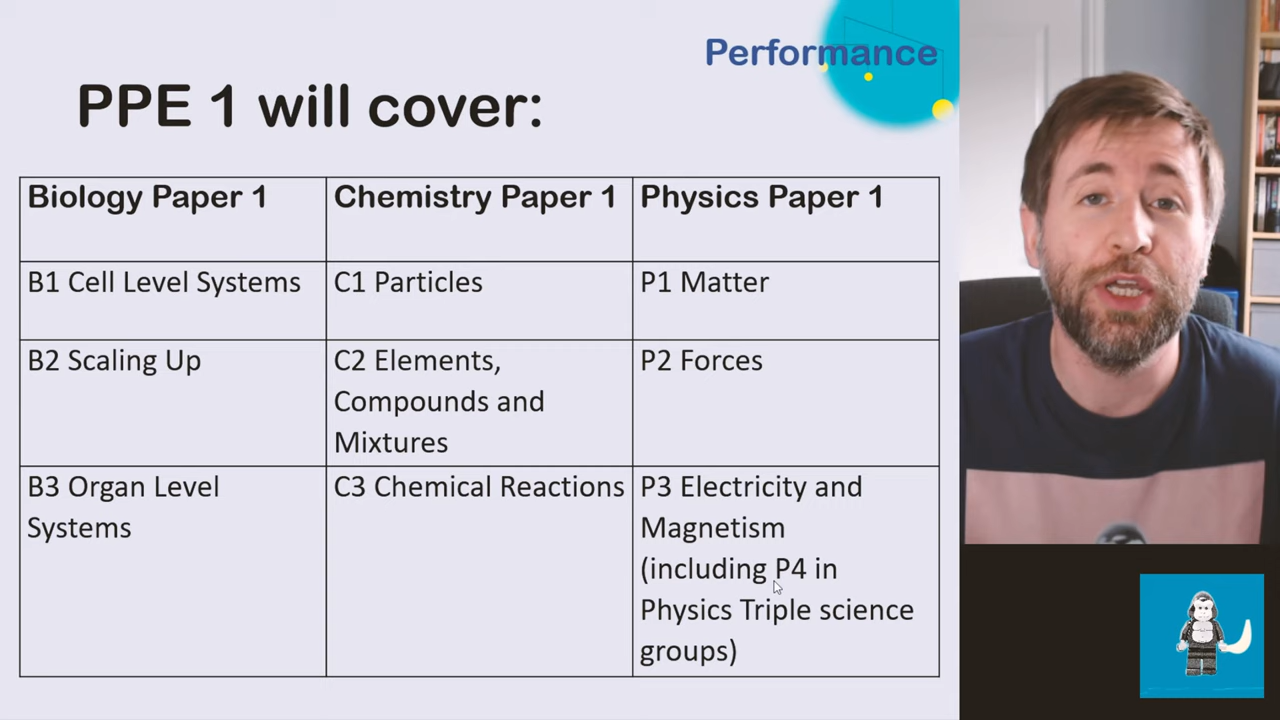 Performance
PPE 1 will cover:
Biology Paper 1
Chemistry Paper 1
Physics Paper 1
B1 Cell Level Systems
C1 Particles
P1 Matter
B2 Scaling Up
C2 Elements,
Compounds and
Mixtures
P2 Forces
B3 Organ Level
Systems
C3 Chemical Reactions
P3 Electricity and
Magnetism
(including P4 in
Physics Triple science
groups)